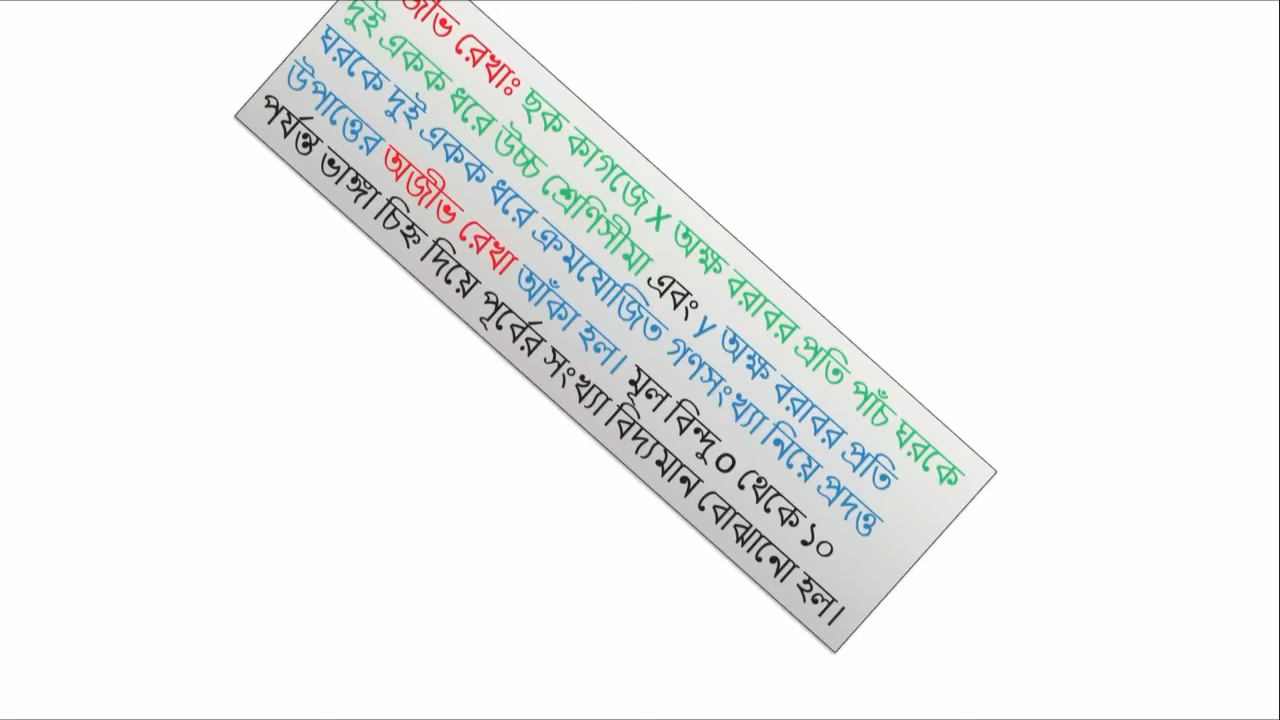 রেখাঃ ছক কাগজে x অক্ষ বরাবর প্রতি পাঁচ ঘরকে
দুই একক ধরে উচ্চ শ্রেণিসীমা এবং y অক্ষ বরাবর প্রতি
ঘরকে দুই একক ধরে ক্রমযোজিত গণসংখ্যা নিয়ে প্রদত্ত
উপাত্তের অজীভ রেখা আঁকা হল। মূল বিন্দু 0 থেকে ১০
পর্যন্ত ভাঙ্গা চিহ্ন দিয়ে পূর্বের সংখ্যা বিদ্যমান বোঝানো হল।